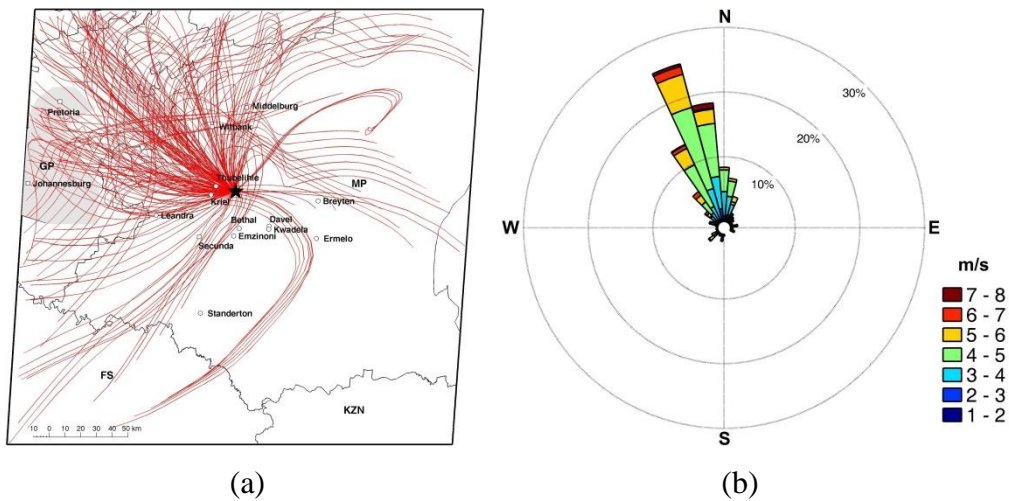 Pretoria
Middelburg
Witbank
GP
Thubelihle
MP
Johannesburg
Kriel
Breyten
Leandra
Bethal
Davel
Kwadela
Emzinoni
Secunda
Ermelo
Standerton
FS
KZN
10 0 10 20 30 40 50 km
(a)
N
30%
20%
10%
W
E
S
m/s
7 - 8
6 - 7
5 - 6
4 - 5
3 - 4
2 - 3
1 - 2
(b)